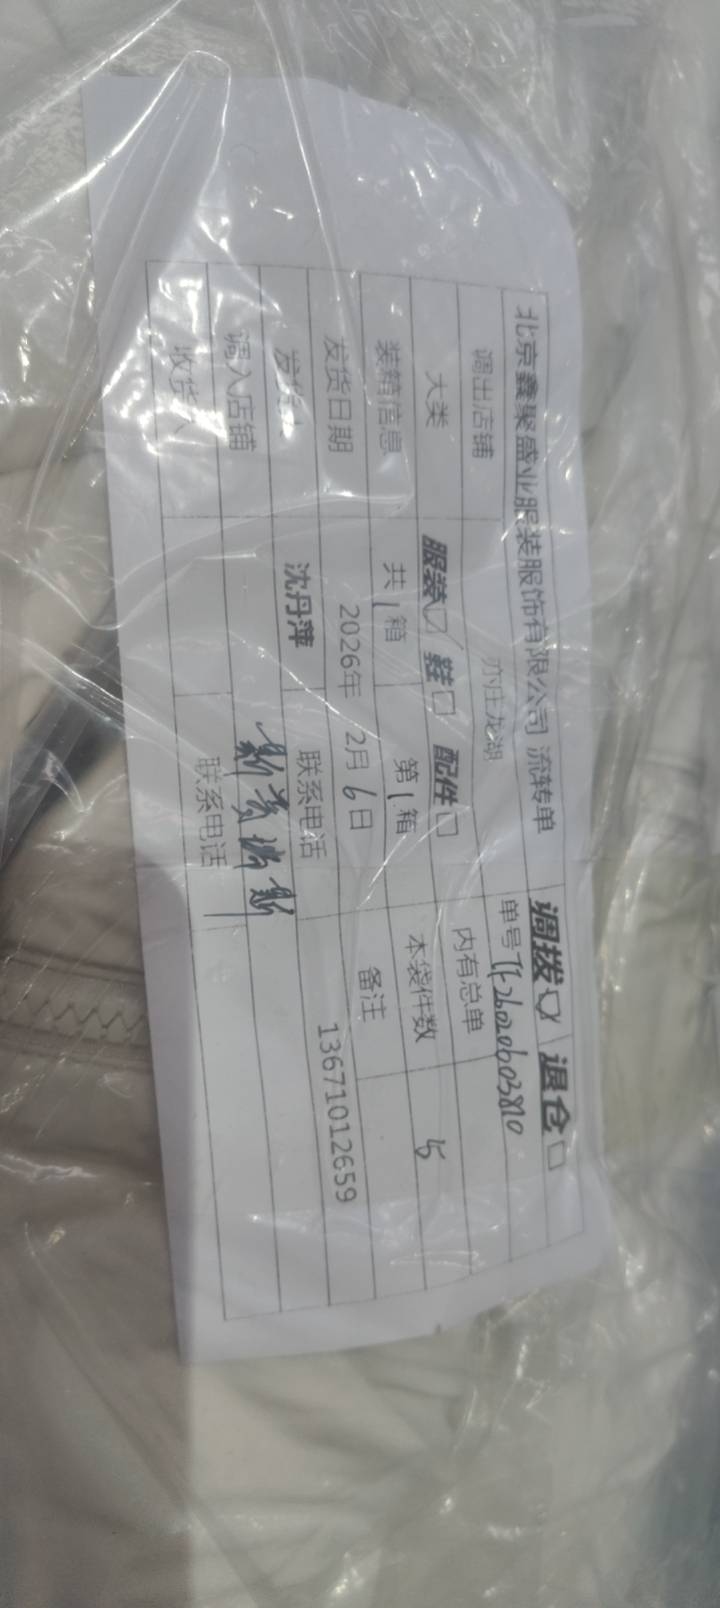 北京鑫聚盛业服装服饰有限公司 流转单 调拨☑ 退仓☐
调出店铺 亦庄龙湖 单号 TF26020603810
大类 服装☑ 鞋☐ 配件☐ 内有总单
装箱信息 共1箱 第1箱 本袋件数 5
发货日期 2026年 2月6日 备注
发货人 沈丹萍 联系电话 13671012659
调入店铺
收货人 联系电话